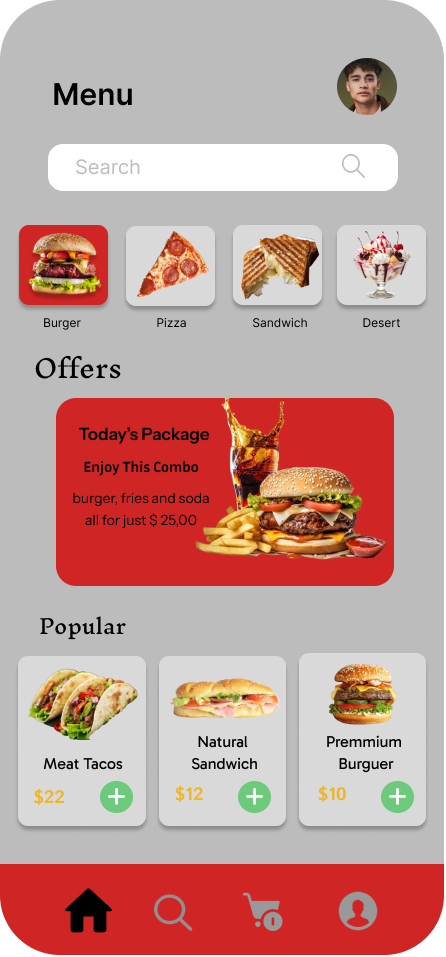 Menu
Search
Burger
Pizza
Sandwich
Desert
Offers
Today's Package
Enjoy This Combo
burger, fries and soda
all for just $ 25,00
Popular
Meat Tacos
$22
Natural
Sandwich
$12
Premmium
Burguer
$10
0